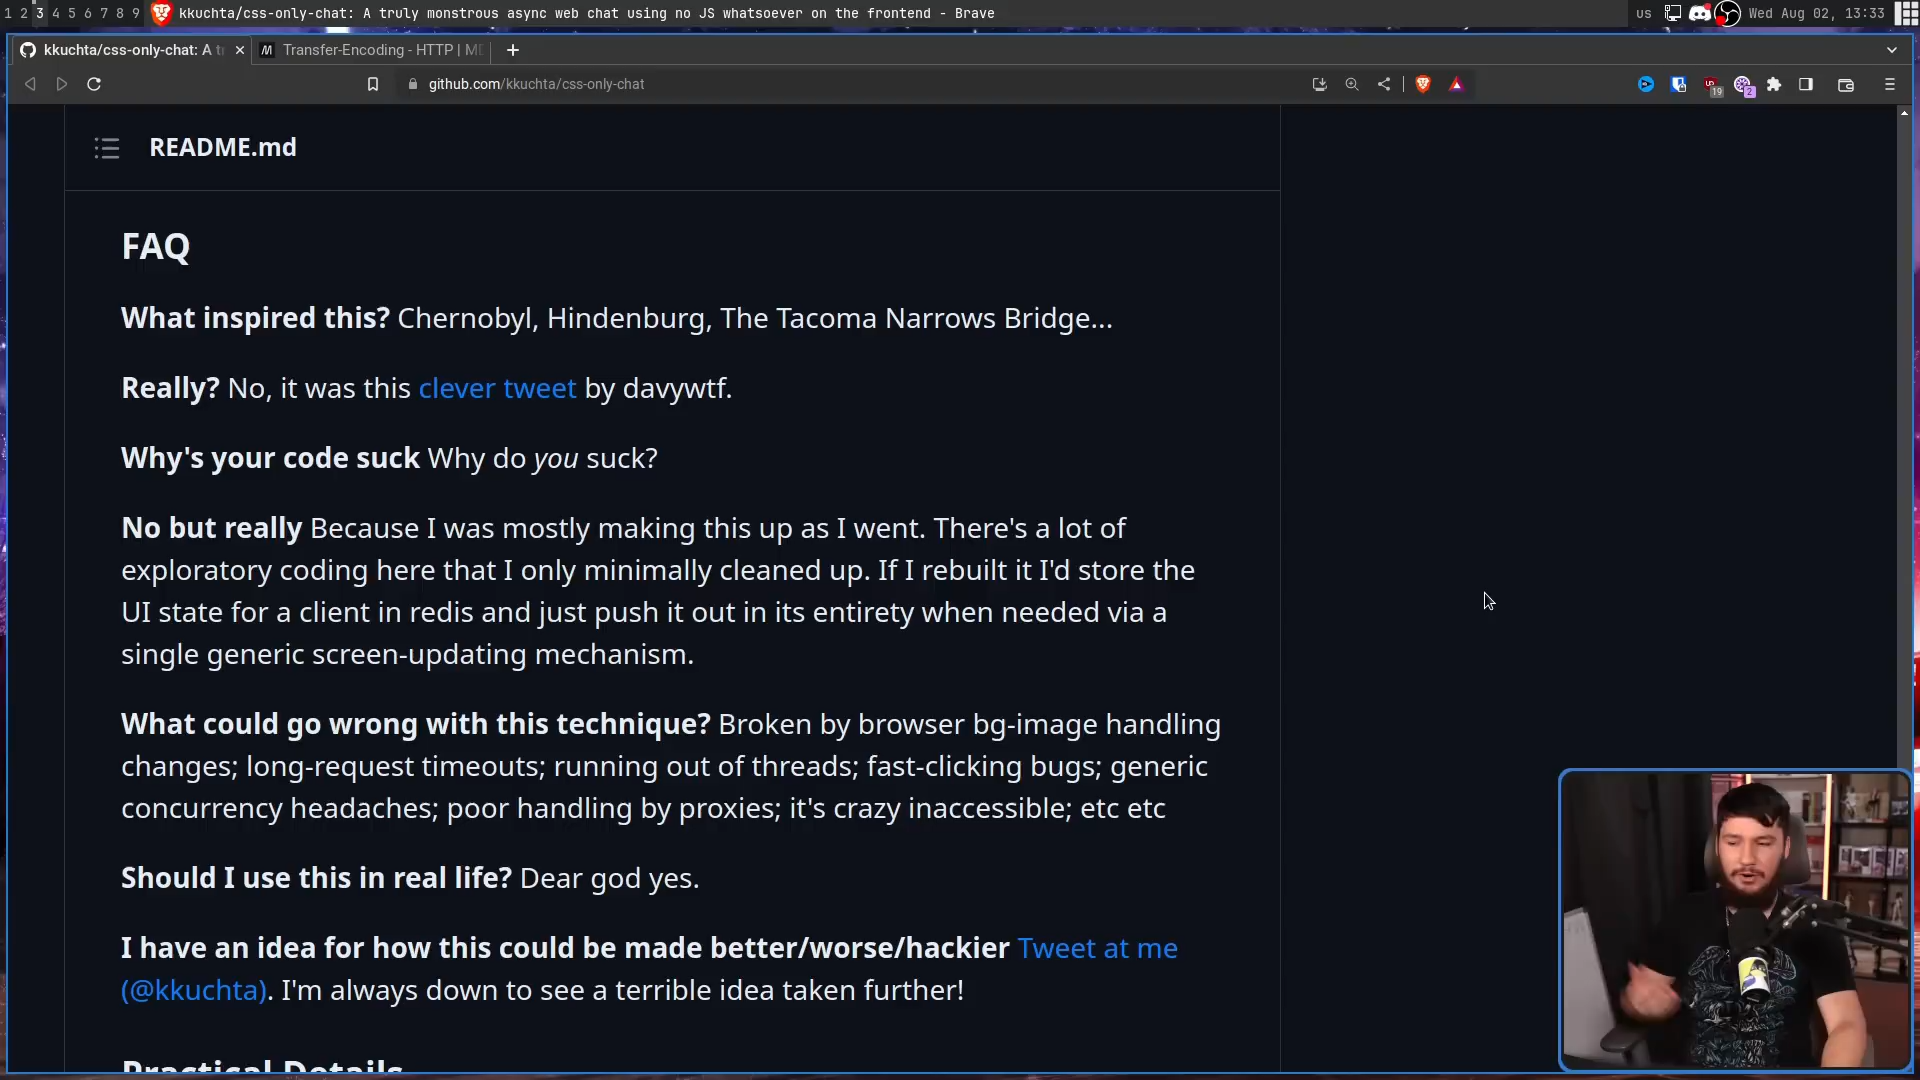 1 2 3 4 5 6 7 8 9 kkuchta/css-only-chat: A truly monstrous async web chat using no JS whatsoever on the frontend - Brave us Wed Aug 02, 13:33
kkuchta/css-only-chat: A t Transfer-Encoding - HTTP | M
github.com/kkuchta/css-only-chat 19 2
README.md
FAQ
What inspired this? Chernobyl, Hindenburg, The Tacoma Narrows Bridge...
Really? No, it was this clever tweet by davywtf.
Why's your code suck Why do you suck?
No but really Because I was mostly making this up as I went. There's a lot of
exploratory coding here that I only minimally cleaned up. If I rebuilt it I'd store the
UI state for a client in redis and just push it out in its entirety when needed via a
single generic screen-updating mechanism.
What could go wrong with this technique? Broken by browser bg-image handling
changes; long-request timeouts; running out of threads; fast-clicking bugs; generic
concurrency headaches; poor handling by proxies; it's crazy inaccessible; etc etc
Should I use this in real life? Dear god yes.
I have an idea for how this could be made better/worse/hackier Tweet at me
(@kkuchta). I'm always down to see a terrible idea taken further!
Practical Details